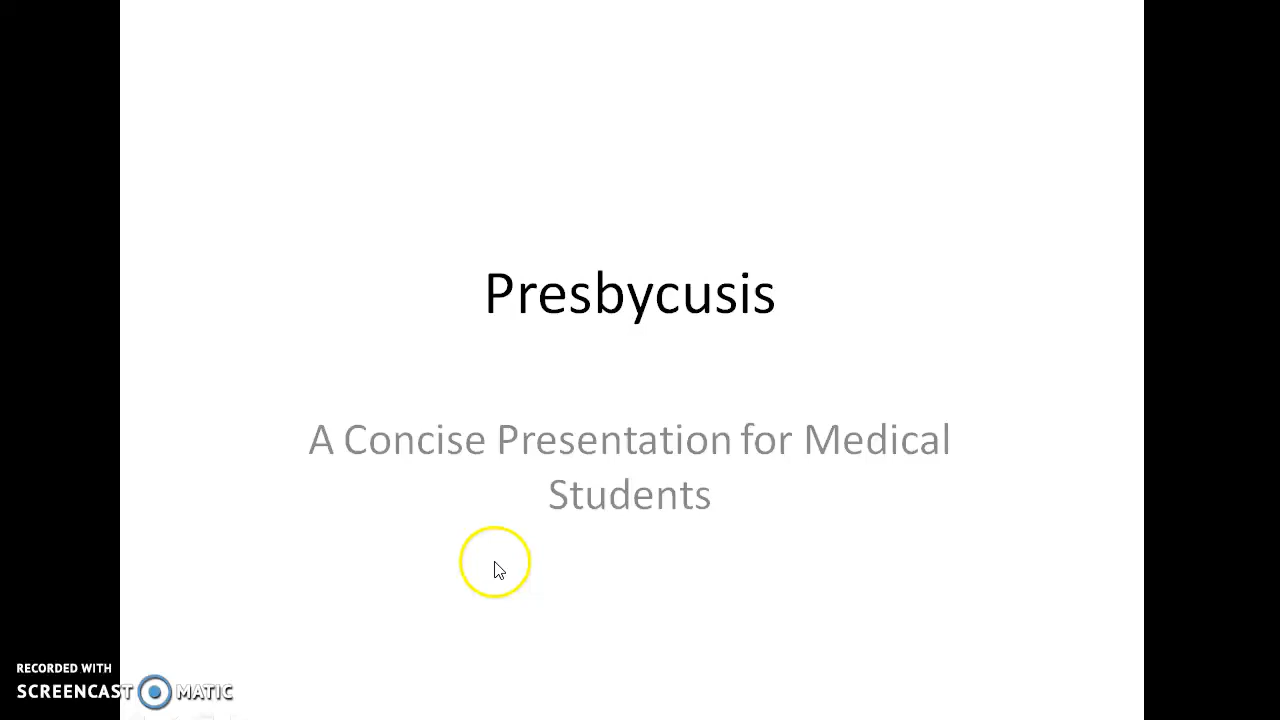 Presbycusis
A Concise Presentation for Medical
Students
RECORDED WITH
SCREENCAST MATIC